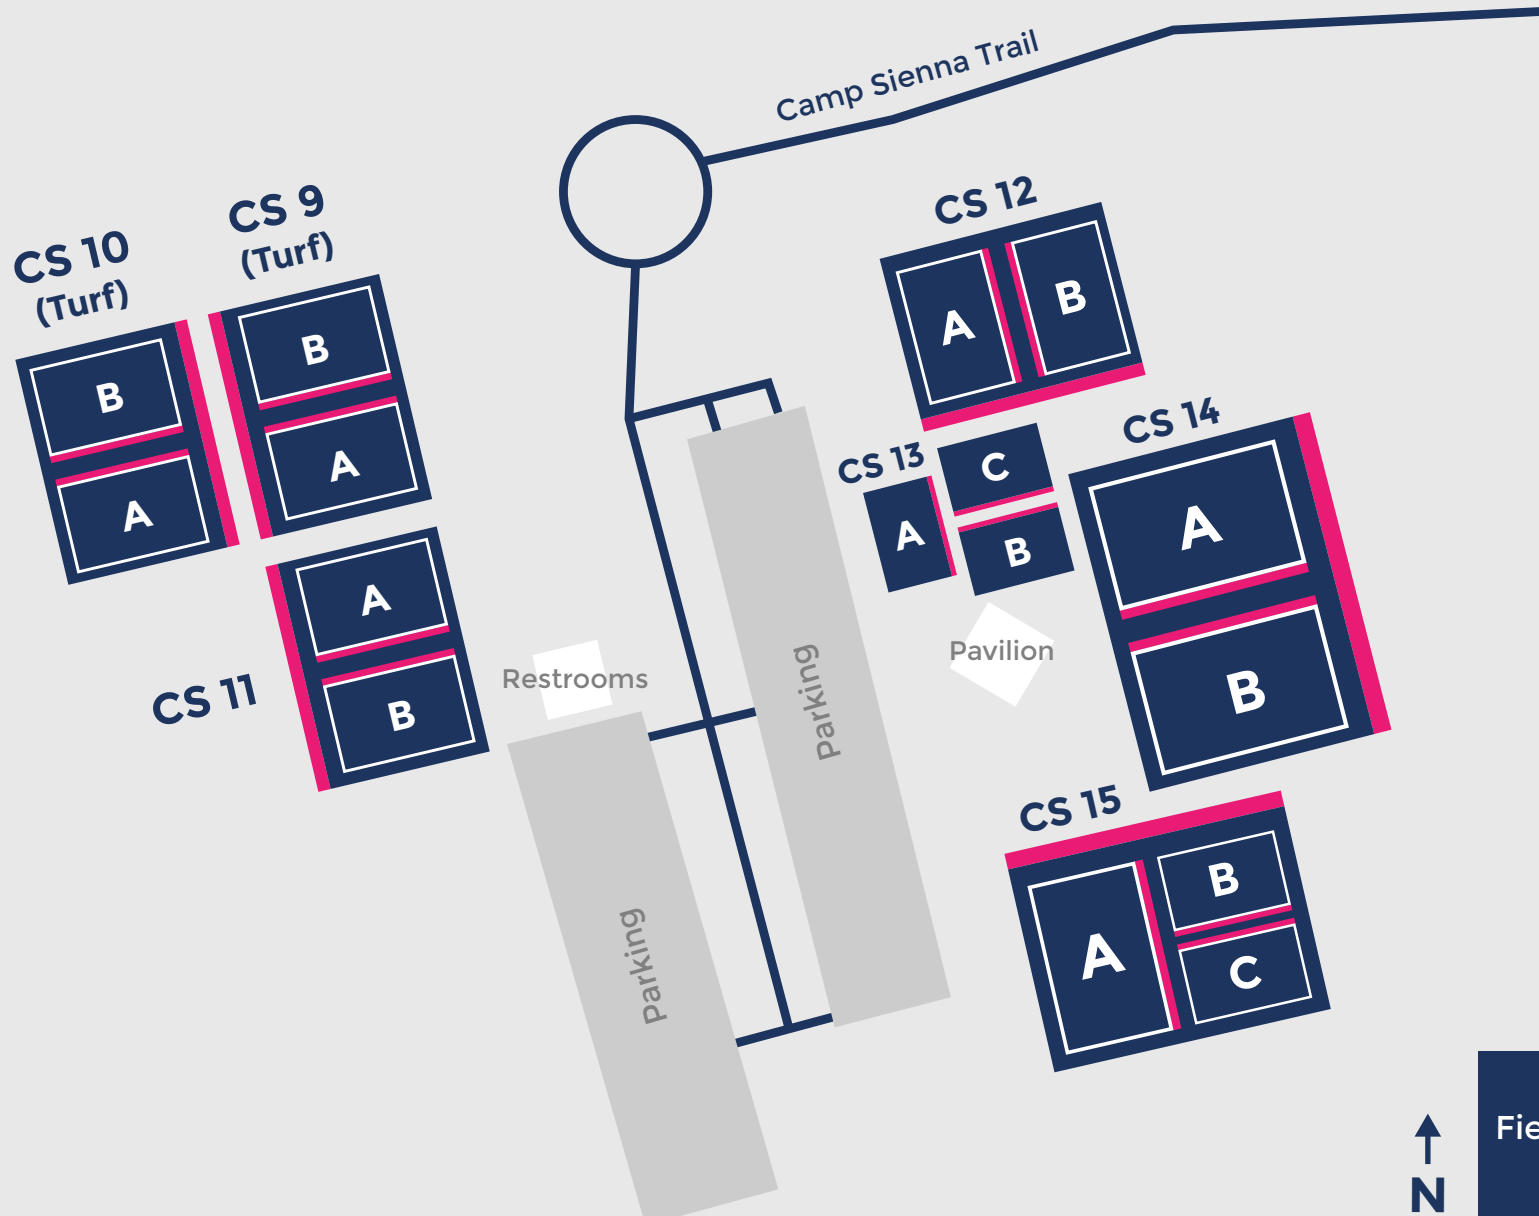 Camp Sienna Trail
CS 10
(Turf)
B
A
CS 9
(Turf)
B
A
CS 11
A
B
CS 12
A
B
CS 13
A
C
B
CS 14
A
B
Pavilion
Restrooms
Parking
Parking
CS 15
A
B
C
N
Fie